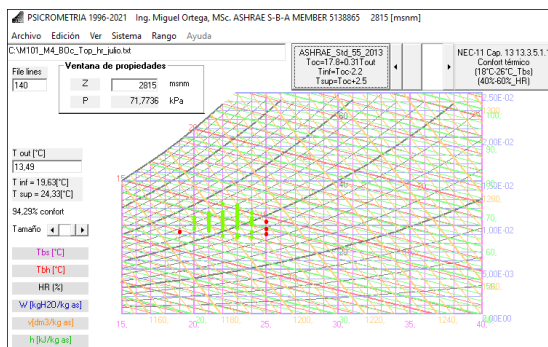 PSICROMETRIA 1996-2021    Ing. Miguel Ortega, MSc. ASHRAE S-B-A MEMBER 5138865    2815 [msnm]
Archivo Edición Ver Sistema Rango Ayuda
C:\M101_M4_BOc_Top_hr_julio.txt
File lines
140
Ventana de propiedades
Z 2815 msnm
P 71,7736 kPa
ASHRAE_Std_55_2013
Toc=17.8+0.31Tout
Tinf=Toc-2.2
Tsup=Toc+2.5
NEC-11 Cap. 13 13.3.5.1.
Confort térmico
(18°C-26°C_Tbs)
(40%-60%_HR)
T out [°C]
13,49
T inf = 19,63[°C]
T sup = 24,33[°C]
94,29% confort
Tamaño
Tbs [°C]
Tbh [°C]
HR (%)
W [kgH2O/kg as]
v[dm3/kg as]
h [kJ/kg as]
2.50E-02
2.00E-02
1.00E-02
5.00E-03
0.00E+00
15.
20.
25.
30.
35.
40.
1160.
1200.
1240.